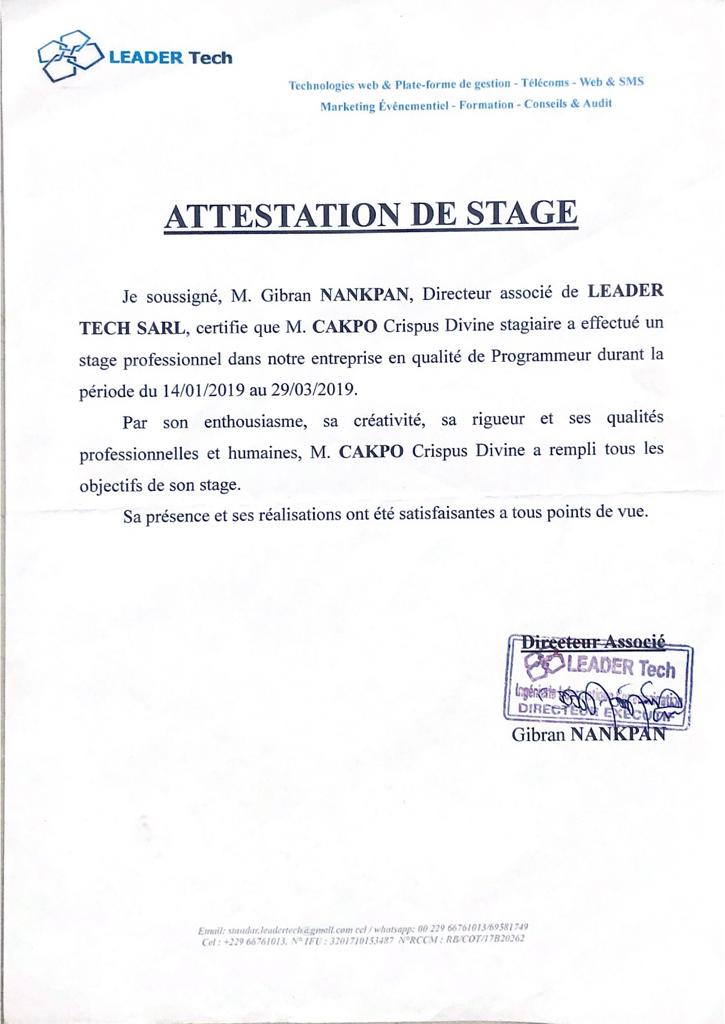 LEADER Tech
Technologies web & Plate-forme de gestion - Télécoms - Web & SMS
Marketing Événementiel - Formation - Conseils & Audit
ATTESTATION DE STAGE
Je soussigné, M. Gibran NANKPAN, Directeur associé de LEADER
TECH SARL, certifie que M. CAKPO Crispus Divine stagiaire a effectué un
stage professionnel dans notre entreprise en qualité de Programmeur durant la
période du 14/01/2019 au 29/03/2019.
Par son enthousiasme, sa créativité, sa rigueur et ses qualités
professionnelles et humaines, M. CAKPO Crispus Divine a rempli tous les
objectifs de son stage.
Sa présence et ses réalisations ont été satisfaisantes a tous points de vue.
Directeur Associé
LEADER Tech
DIRECTEUR EXECUTIF
Gibran NANKPAN
Email: standar.leadertech@gmail.com cel / whatsapp: 00 229 66761013/69581749
Cel : +229 66761013. N° IFU : 3201710153487 N°RCCM : RB/COT/17B20262